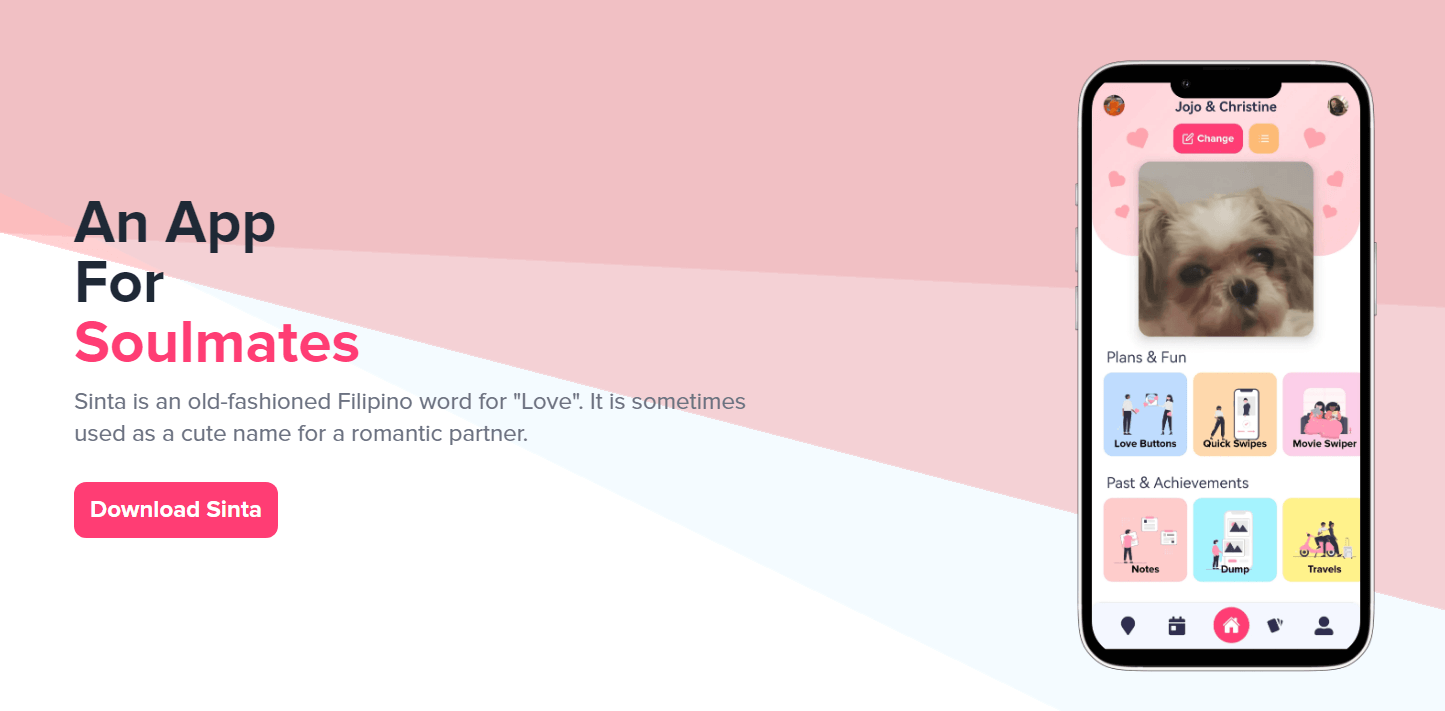 An App
For
Soulmates
Sinta is an old-fashioned Filipino word for "Love". It is sometimes
used as a cute name for a romantic partner.
Download Sinta
Jojo & Christine
Change
Plans & Fun
Love Buttons
Quick Swipes
Movie Swiper
Past & Achievements
Notes
Dump
Travels